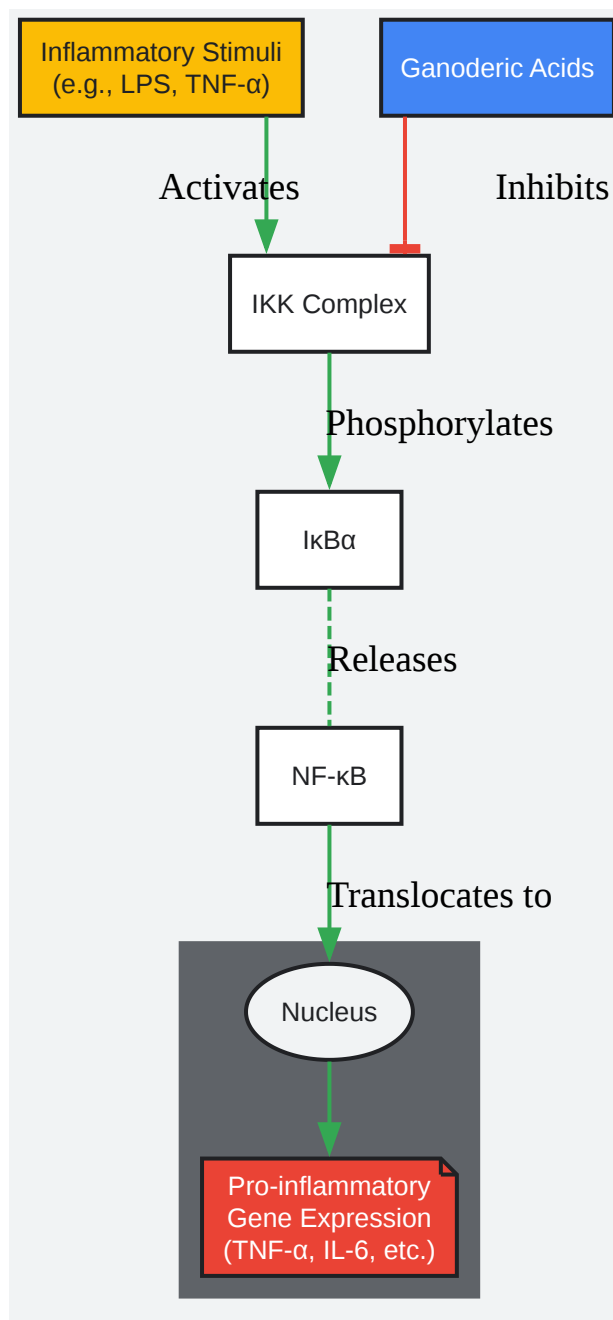 Inflammatory Stimuli
(e.g., LPS, TNF-α)
Ganoderic Acids
Activates
Inhibits
IKK Complex
Phosphorylates
IκBα
Releases
NF-κB
Translocates to
Nucleus
Pro-inflammatory
Gene Expression
(TNF-α, IL-6, etc.)